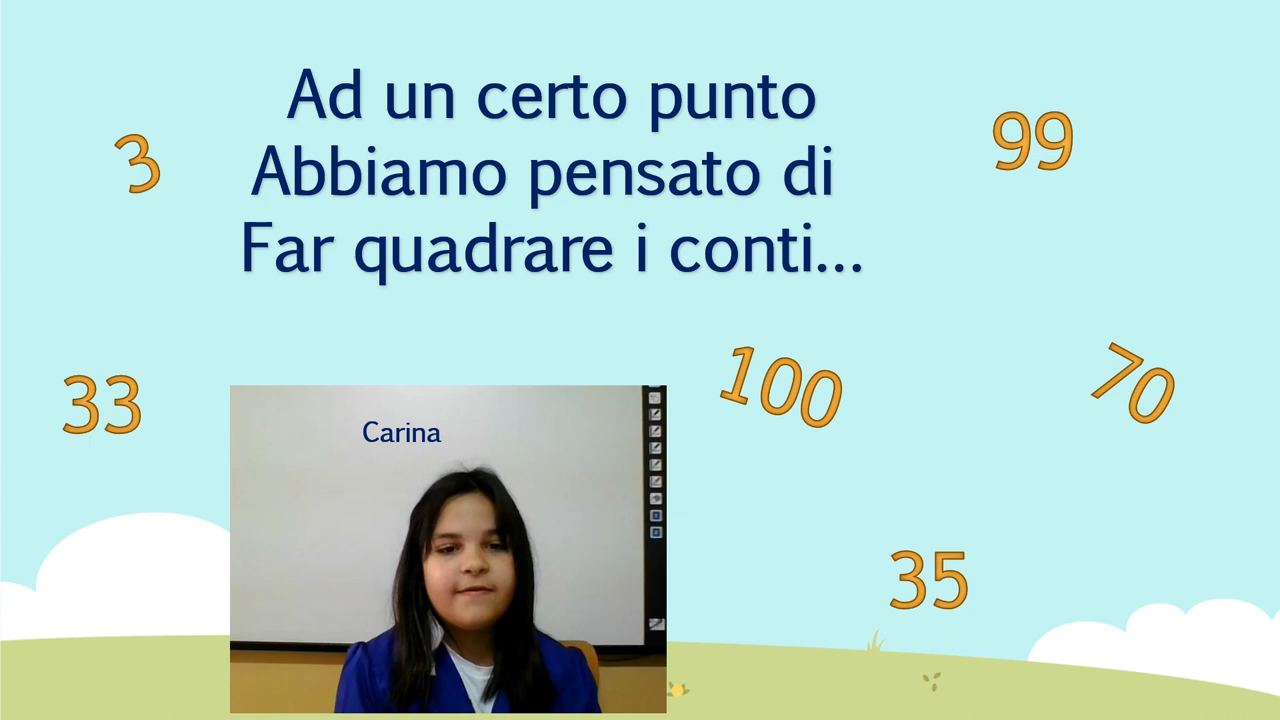 Ad un certo punto
Abbiamo pensato di
Far quadrare i conti...
3
99
33
100
70
Carina
35